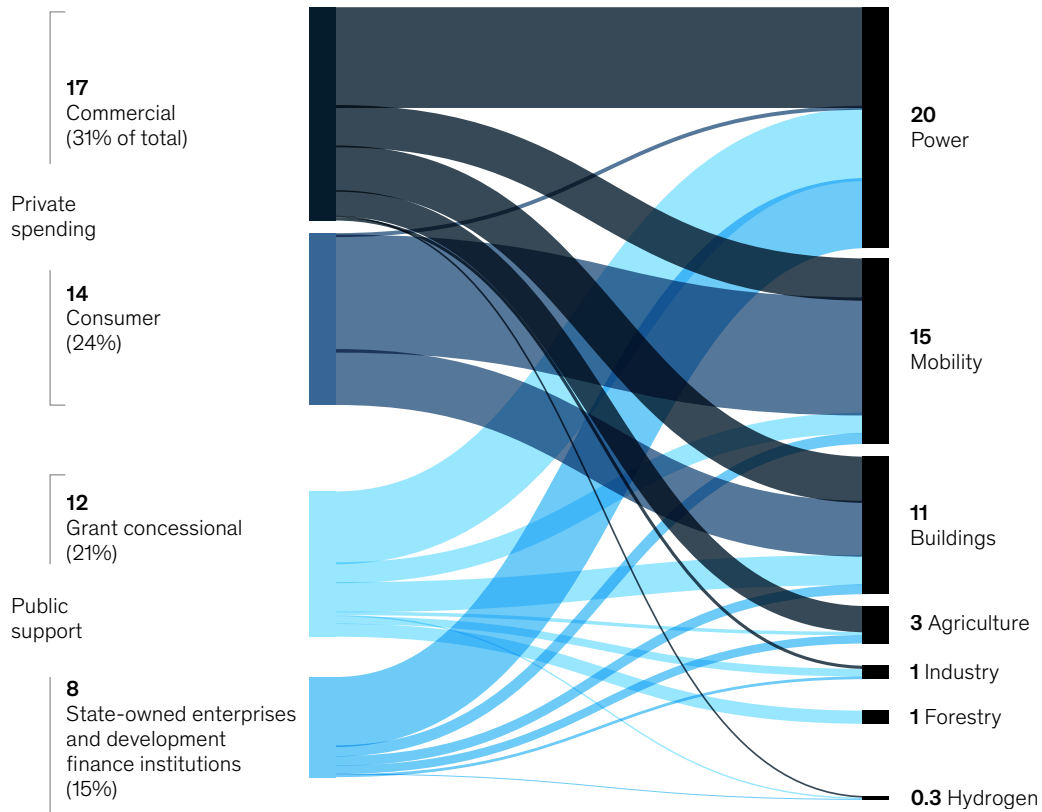 17
Commercial
(31% of total)
Private
spending
14
Consumer
(24%)
12
Grant concessional
(21%)
Public
support
8
State-owned enterprises
and development
finance institutions
(15%)
20
Power
15
Mobility
11
Buildings
3 Agriculture
1 Industry
1 Forestry
0.3 Hydrogen